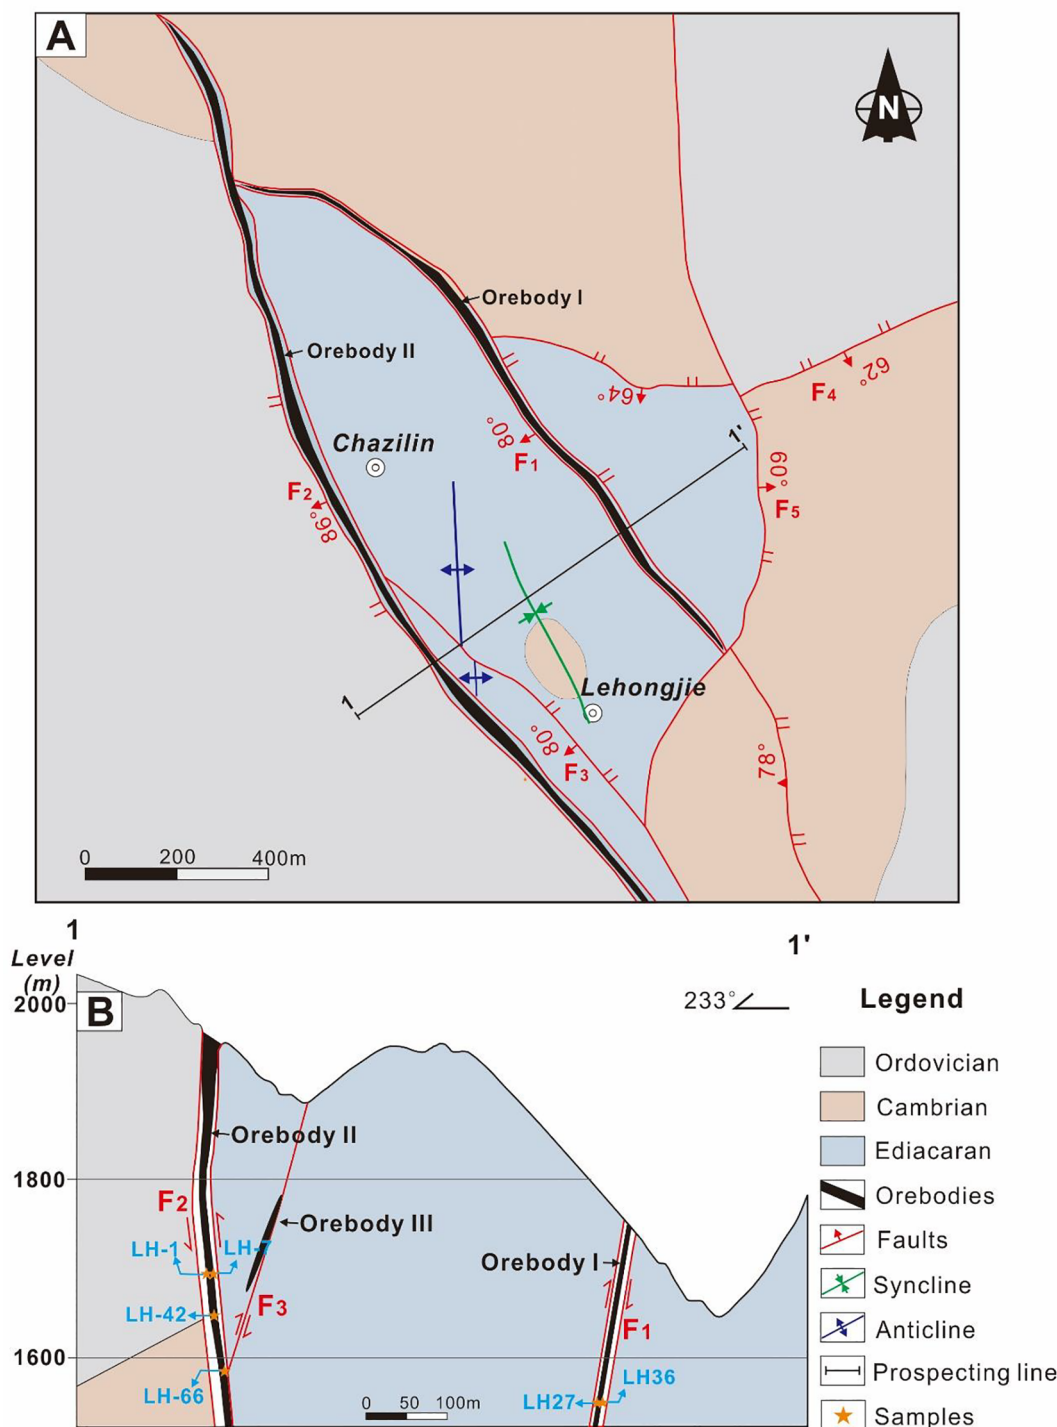 A
N
Orebody I
Orebody II
62°
64°
F4
Chazilin
1'
80°
F1
60°
F5
F2
86°
Lehongjie
1
80°
F3
78°
0 200 400m
1
1'
Level
(m)
2000
B
233°
Legend
Ordovician
Cambrian
Ediacaran
Orebodies
Faults
Syncline
Anticline
Prospecting line
Samples
Orebody II
1800
F2
Orebody III
LH-1
LH-7
Orebody I
LH-42
F3
F1
1600
LH-66
LH27
LH36
0 50 100m